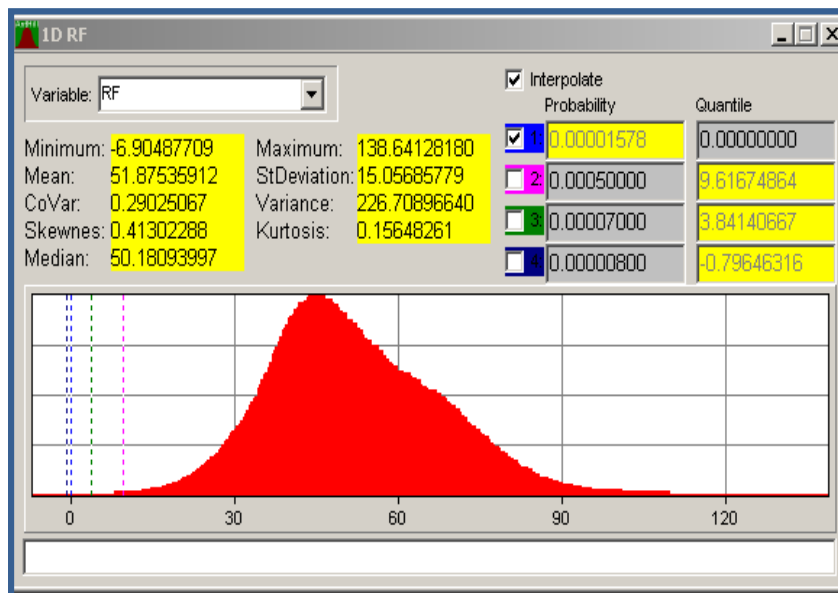 1D RF
Variable: RF
Interpolate
Probability Quantile
1: 0.00001578 0.00000000
2: 0.00050000 9.61674864
3: 0.00007000 3.84140667
4: 0.00000800 -0.79646316
Minimum: -6.90487709 Maximum: 138.64128180
Mean: 51.87535912 StDeviation: 15.05685779
CoVar: 0.29025067 Variance: 226.70896640
Skewnes: 0.41302288 Kurtosis: 0.15648261
Median: 50.18093997
0 30 60 90 120